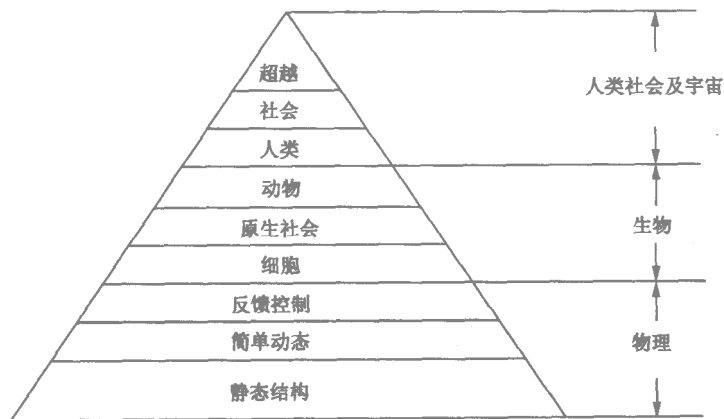 超越
社会
人类
动物
原生社会
细胞
反馈控制
简单动态
静态结构
人类社会及宇宙
生物
物理